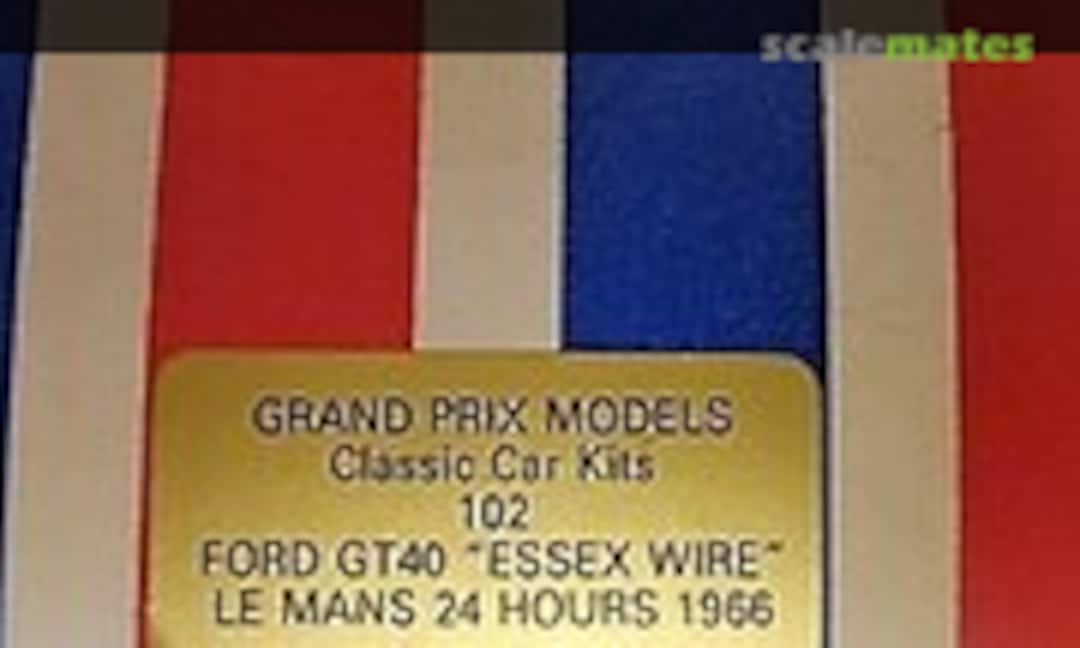 scalemates
GRAND PRIX MODELS
Classic Car Kits
102
FORD GT40 "ESSEX WIRE"
LE MANS 24 HOURS 1966